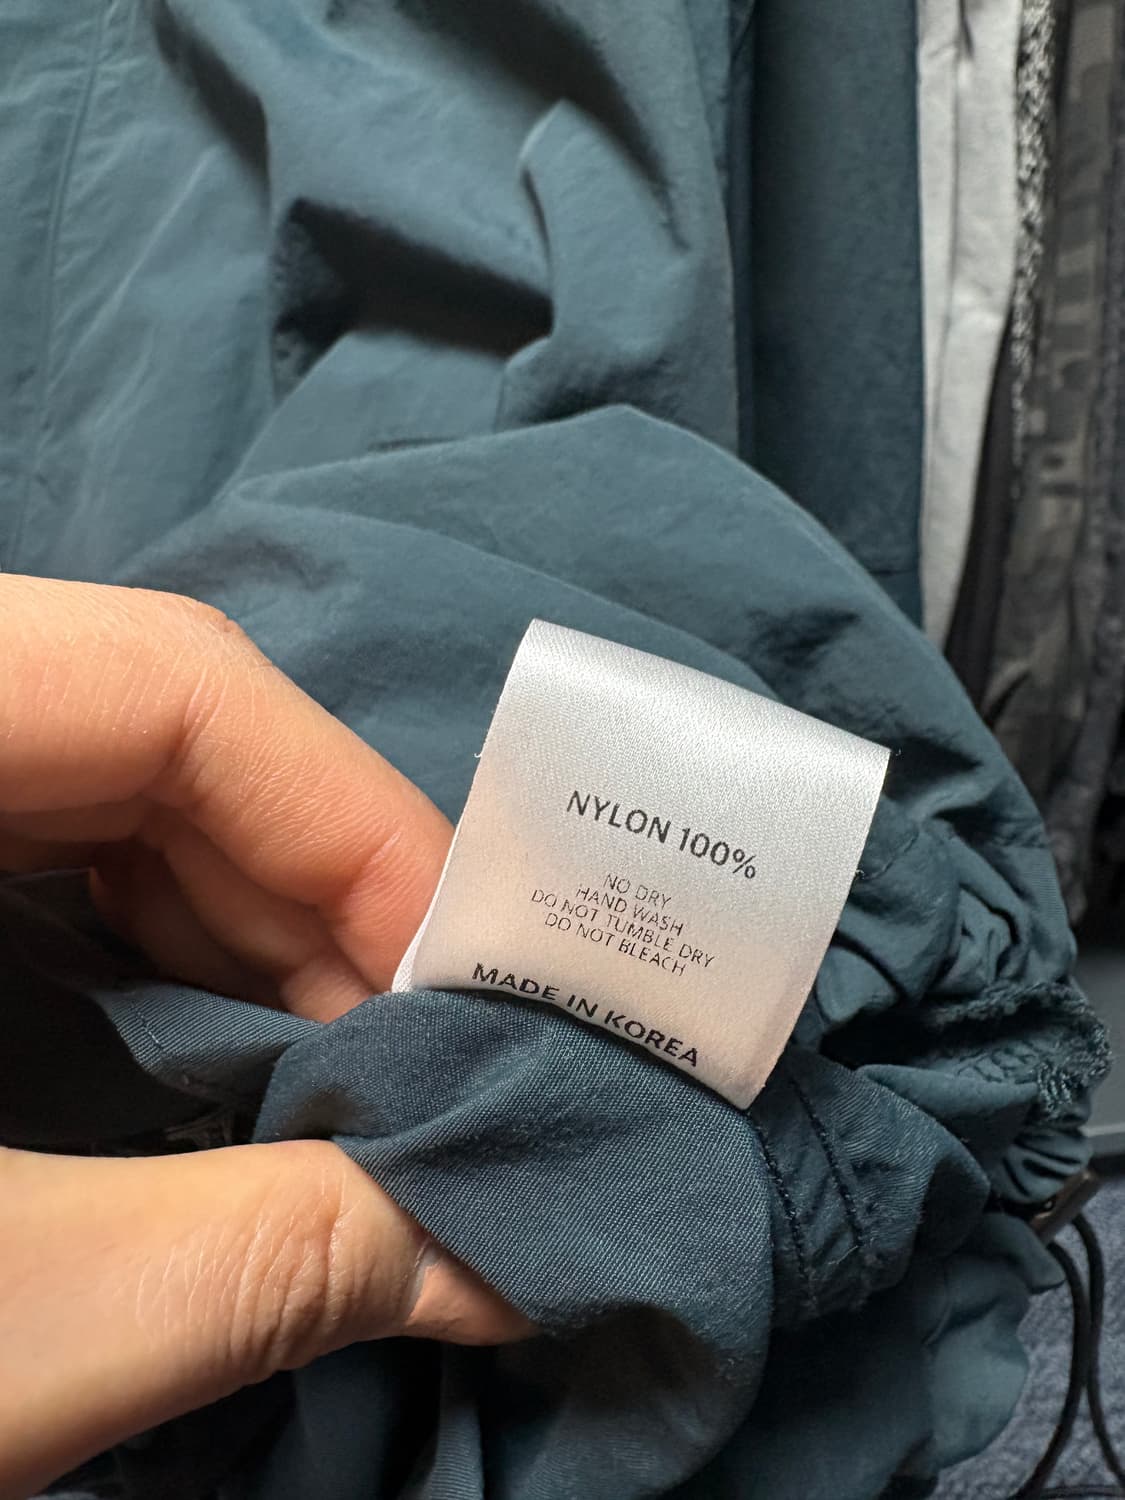 NYLON 100%
NO DRY
HAND WASH
DO NOT TUMBLE DRY
DO NOT BLEACH
MADE IN KOREA